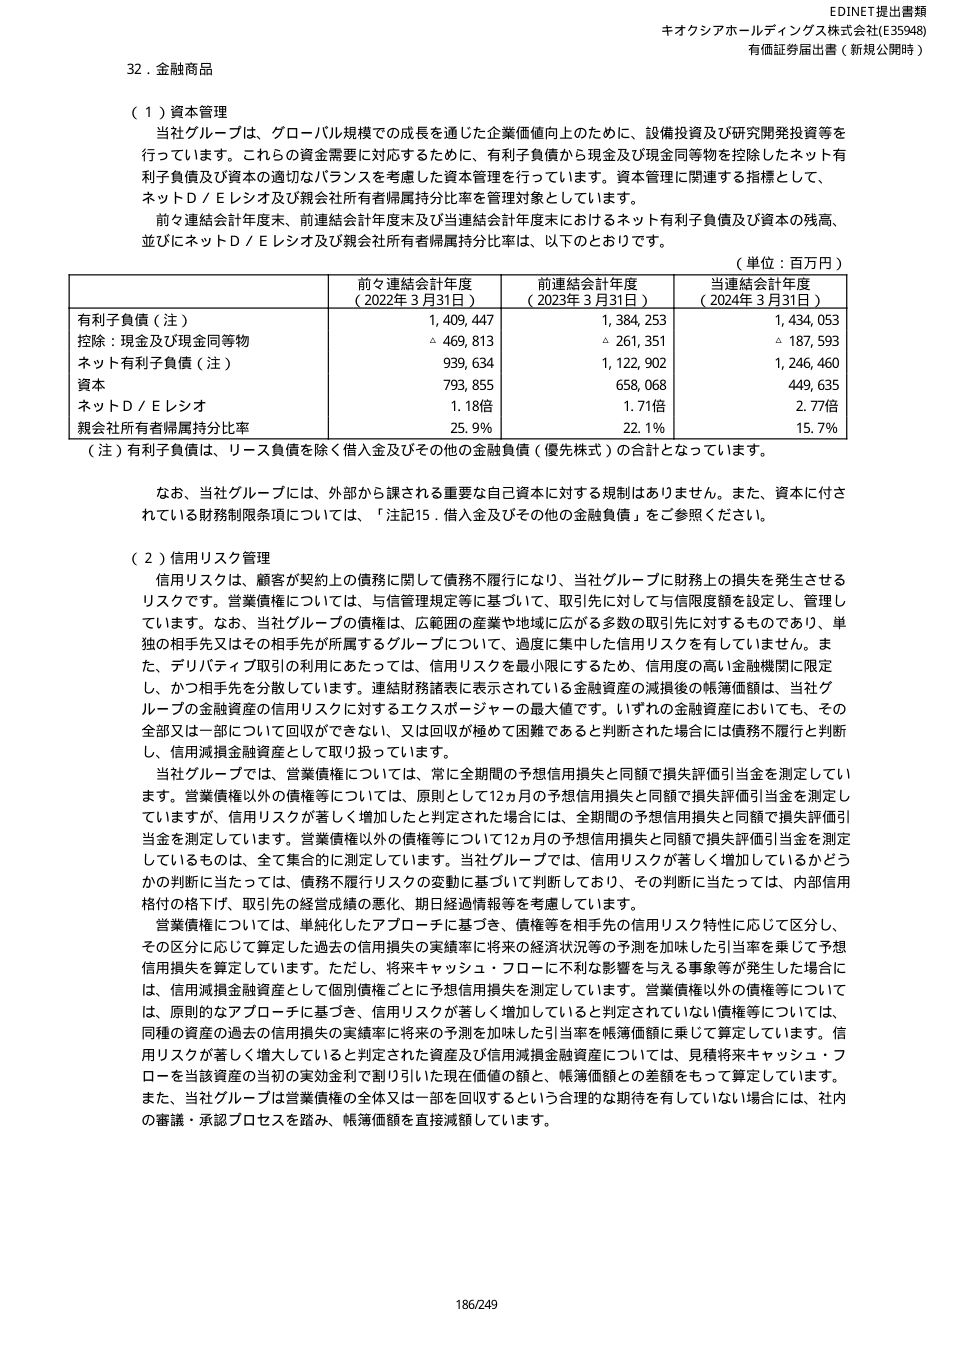 EDINET提出書類
キオクシアホールディングス株式会社(E35948)
有価証券届出書（新規公開時）
32．金融商品
（１）資本管理
当社グループは、グローバル規模での成長を通じた企業価値向上のために、設備投資及び研究開発投資等を
行っています。これらの資金需要に対応するために、有利子負債から現金及び現金同等物を控除したネット有
利子負債及び資本の適切なバランスを考慮した資本管理を行っています。資本管理に関連する指標として、
ネットＤ／Ｅレシオ及び親会社所有者帰属持分比率を管理対象としています。
前々連結会計年度末、前連結会計年度末及び当連結会計年度末におけるネット有利子負債及び資本の残高、
並びにネットＤ／Ｅレシオ及び親会社所有者帰属持分比率は、以下のとおりです。
（単位：百万円）
前々連結会計年度 前連結会計年度 当連結会計年度
（2022年３月31日） （2023年３月31日） （2024年３月31日）
有利子負債（注） 1,409,447 1,384,253 1,434,053
控除：現金及び現金同等物 △469,813 △261,351 △187,593
ネット有利子負債（注） 939,634 1,122,902 1,246,460
資本 793,855 658,068 449,635
ネットＤ／Ｅレシオ 1.18倍 1.71倍 2.77倍
親会社所有者帰属持分比率 25.9% 22.1% 15.7%
（注）有利子負債は、リース負債を除く借入金及びその他の金融負債（優先株式）の合計となっています。
なお、当社グループには、外部から課される重要な自己資本に対する規制はありません。また、資本に付さ
れている財務制限条項については、「注記15．借入金及びその他の金融負債」をご参照ください。
（２）信用リスク管理
信用リスクは、顧客が契約上の債務に関して債務不履行になり、当社グループに財務上の損失を発生させる
リスクです。営業債権については、与信管理規定等に基づいて、取引先に対して与信限度額を設定し、管理し
ています。なお、当社グループの債権は、広範囲の産業や地域に広がる多数の取引先に対するものであり、単
独の相手先又はその相手先が所属するグループについて、過度に集中した信用リスクを有していません。ま
た、デリバティブ取引の利用にあたっては、信用リスクを最小限にするため、信用度の高い金融機関に限定
し、かつ相手先を分散しています。連結財務諸表に表示されている金融資産の減損後の帳簿価額は、当社グ
ループの金融資産の信用リスクに対するエクスポージャーの最大値です。いずれの金融資産においても、その
全部又は一部について回収ができない、又は回収が極めて困難であると判断された場合には債務不履行と判断
し、信用減損金融資産として取り扱っています。
当社グループでは、営業債権については、常に全期間の予想信用損失と同額で損失評価引当金を測定してい
ます。営業債権以外の債権等については、原則として12ヵ月の予想信用損失と同額で損失評価引当金を測定し
ていますが、信用リスクが著しく増加したと判定された場合には、全期間の予想信用損失と同額で損失評価引
当金を測定しています。営業債権以外の債権等について12ヵ月の予想信用損失と同額で損失評価引当金を測定
しているものは、全て集合的に測定しています。当社グループでは、信用リスクが著しく増加しているかどう
かの判断に当たっては、債務不履行リスクの変動に基づいて判断しており、その判断に当たっては、内部信用
格付の格下げ、取引先の経営成績の悪化、期日経過情報等を考慮しています。
営業債権については、単純化したアプローチに基づき、債権等を相手先の信用リスク特性に応じて区分し、
その区分に応じて算定した過去の信用損失の実績率に将来の経済状況等の予測を加味した引当率を乗じて予想
信用損失を算定しています。ただし、将来キャッシュ・フローに不利な影響を与える事象等が発生した場合に
は、信用減損金融資産として個別債権ごとに予想信用損失を測定しています。営業債権以外の債権等について
は、原則的なアプローチに基づき、信用リスクが著しく増加していると判定されていない債権等については、
同種の資産の過去の信用損失の実績率に将来の予測を加味した引当率を帳簿価額に乗じて算定しています。信
用リスクが著しく増大していると判定された資産及び信用減損金融資産については、見積将来キャッシュ・フ
ローを当該資産の当初の実効金利で割り引いた現在価値の額と、帳簿価額との差額をもって算定しています。
また、当社グループは営業債権の全体又は一部を回収するという合理的な期待を有していない場合には、社内
の審議・承認プロセスを踏み、帳簿価額を直接減額しています。
186/249